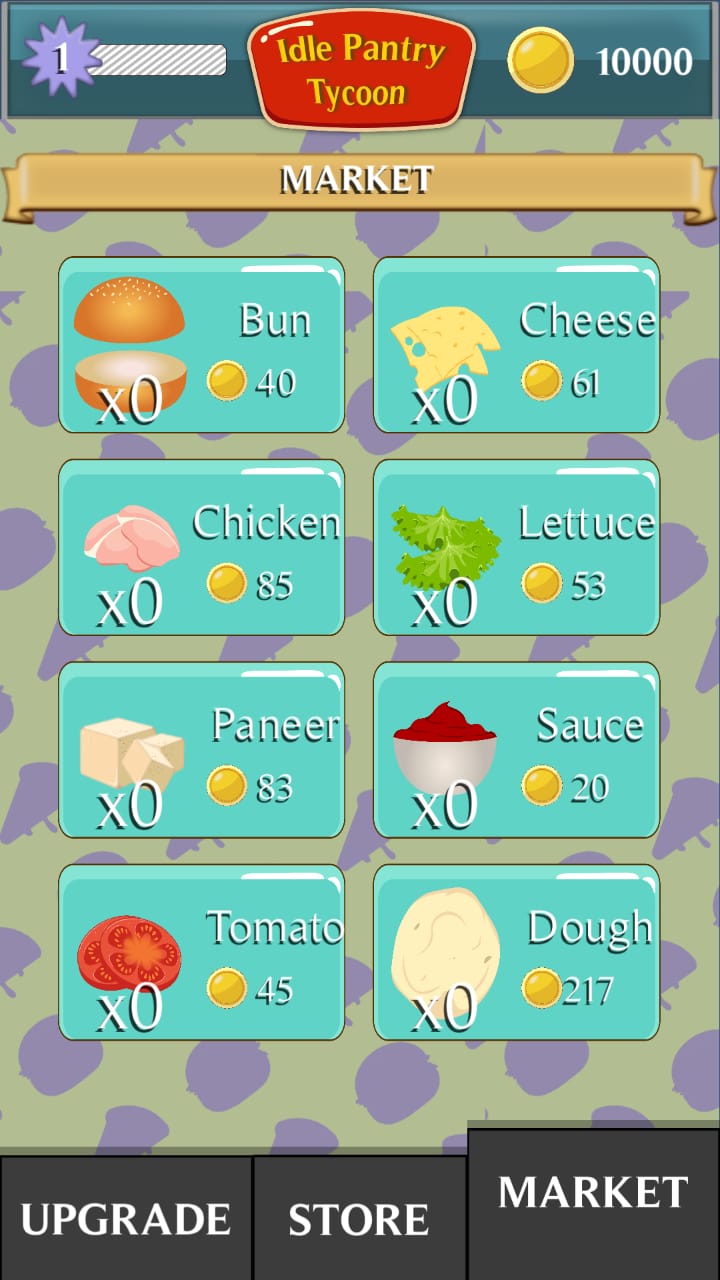 1
Idle Pantry
Tycoon
10000
MARKET
Bun
40
x0
Cheese
61
x0
Chicken
85
x0
Lettuce
53
x0
Paneer
83
x0
Sauce
20
x0
Tomato
45
x0
Dough
217
x0
UPGRADE
STORE
MARKET